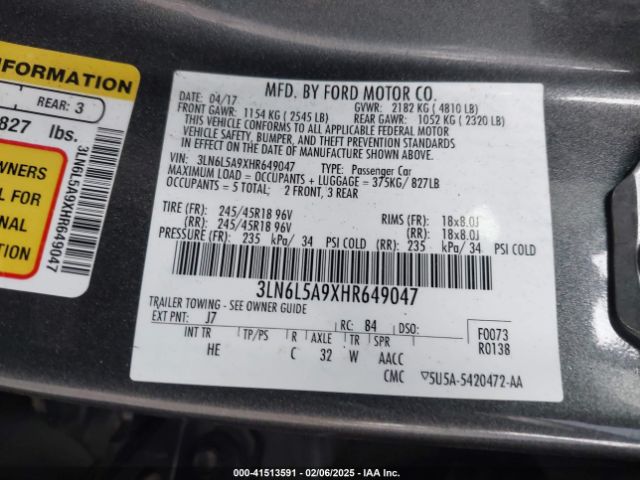 INFORMATION
REAR: 3
827 lbs.
OWNERS
L FOR
ONAL
ON
3LN6L5A9XHR649047
MFD. BY FORD MOTOR CO.
DATE: 04/17 GVWR: 2182 KG ( 4810 LB)
FRONT GAWR: 1154 KG ( 2545 LB) REAR GAWR: 1052 KG ( 2320 LB)
THIS VEHICLE CONFORMS TO ALL APPLICABLE FEDERAL MOTOR
VEHICLE SAFETY, BUMPER, AND THEFT PREVENTION STANDARDS IN
EFFECT ON THE DATE OF MANUFACTURE SHOWN ABOVE.
VIN: 3LN6L5A9XHR649047 TYPE: Passenger Car
MAXIMUM LOAD = OCCUPANTS + LUGGAGE = 375KG/ 827LB
OCCUPANTS = 5 TOTAL: 2 FRONT, 3 REAR
TIRE (FR): 245/45R18 96V RIMS (FR): 18x8.0J
(RR): 245/45R18 96V (RR): 18x8.0J
PRESSURE (FR): 235 kPa/ 34 PSI COLD (RR): 235 kPa/ 34 PSI COLD
3LN6L5A9XHR649047
TRAILER TOWING - SEE OWNER GUIDE
EXT PNT: J7 RC: 84 DSO: F0073
INT TR TP/PS R AXLE TR SPR R0138
HE C 32 W AACC
CMC ▽5U5A-5420472-AA
000-41513591 - 02/06/2025 - IAA Inc.